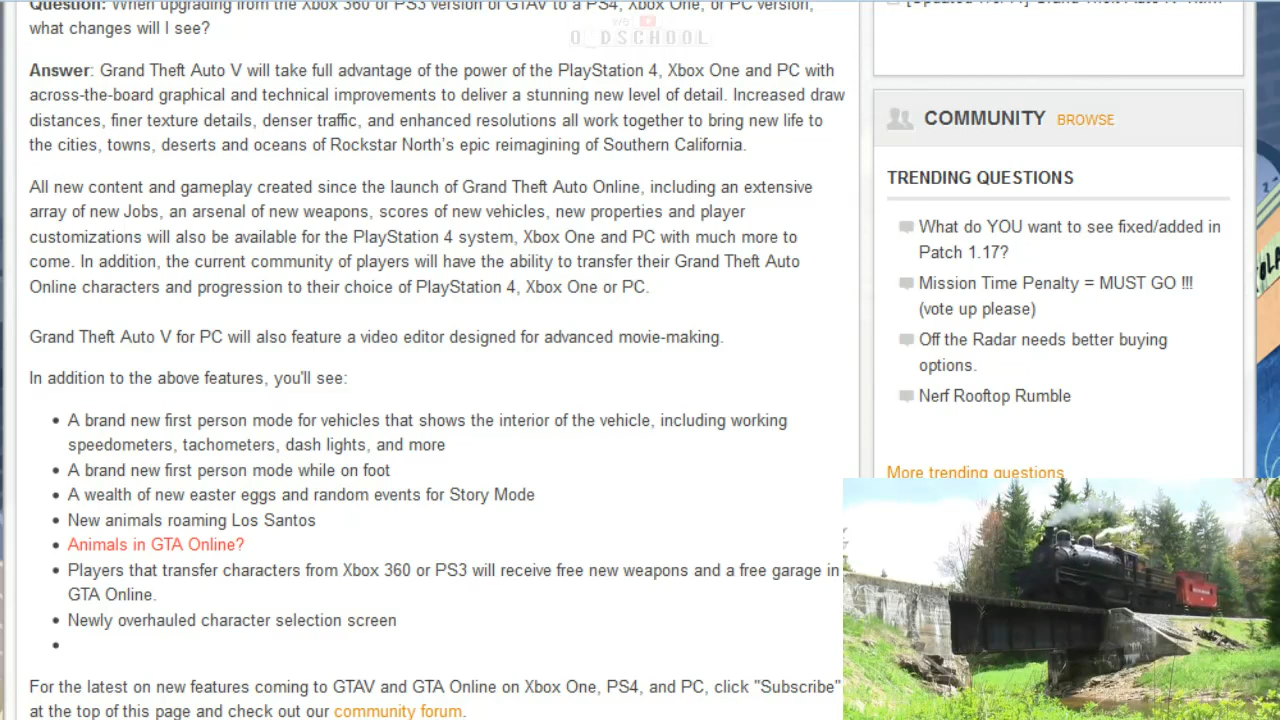 Question: When upgrading from the Xbox 360 or PS3 version of GTAV to a PS4, Xbox One, or PC version,
what changes will I see?
we
O_DSCHOOL
Answer: Grand Theft Auto V will take full advantage of the power of the PlayStation 4, Xbox One and PC with
across-the-board graphical and technical improvements to deliver a stunning new level of detail. Increased draw
distances, finer texture details, denser traffic, and enhanced resolutions all work together to bring new life to
the cities, towns, deserts and oceans of Rockstar North's epic reimagining of Southern California.
All new content and gameplay created since the launch of Grand Theft Auto Online, including an extensive
array of new Jobs, an arsenal of new weapons, scores of new vehicles, new properties and player
customizations will also be available for the PlayStation 4 system, Xbox One and PC with much more to
come. In addition, the current community of players will have the ability to transfer their Grand Theft Auto
Online characters and progression to their choice of PlayStation 4, Xbox One or PC.
Grand Theft Auto V for PC will also feature a video editor designed for advanced movie-making.
In addition to the above features, you'll see:
A brand new first person mode for vehicles that shows the interior of the vehicle, including working
speedometers, tachometers, dash lights, and more
A brand new first person mode while on foot
A wealth of new easter eggs and random events for Story Mode
New animals roaming Los Santos
Animals in GTA Online?
Players that transfer characters from Xbox 360 or PS3 will receive free new weapons and a free garage in
GTA Online.
Newly overhauled character selection screen
For the latest on new features coming to GTAV and GTA Online on Xbox One, PS4, and PC, click "Subscribe"
at the top of this page and check out our community forum.
COMMUNITY BROWSE
TRENDING QUESTIONS
What do YOU want to see fixed/added in
Patch 1.17?
Mission Time Penalty = MUST GO !!!
(vote up please)
Off the Radar needs better buying
options.
Nerf Rooftop Rumble
More trending questions